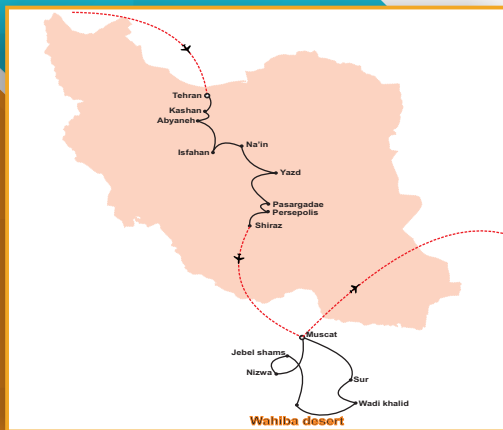 Tehran
Kashan
Abyaneh
Isfahan
Na'in
Yazd
Pasargadae
Persepolis
Shiraz
Muscat
Jebel shams
Nizwa
Sur
Wadi khalid
Wahiba desert